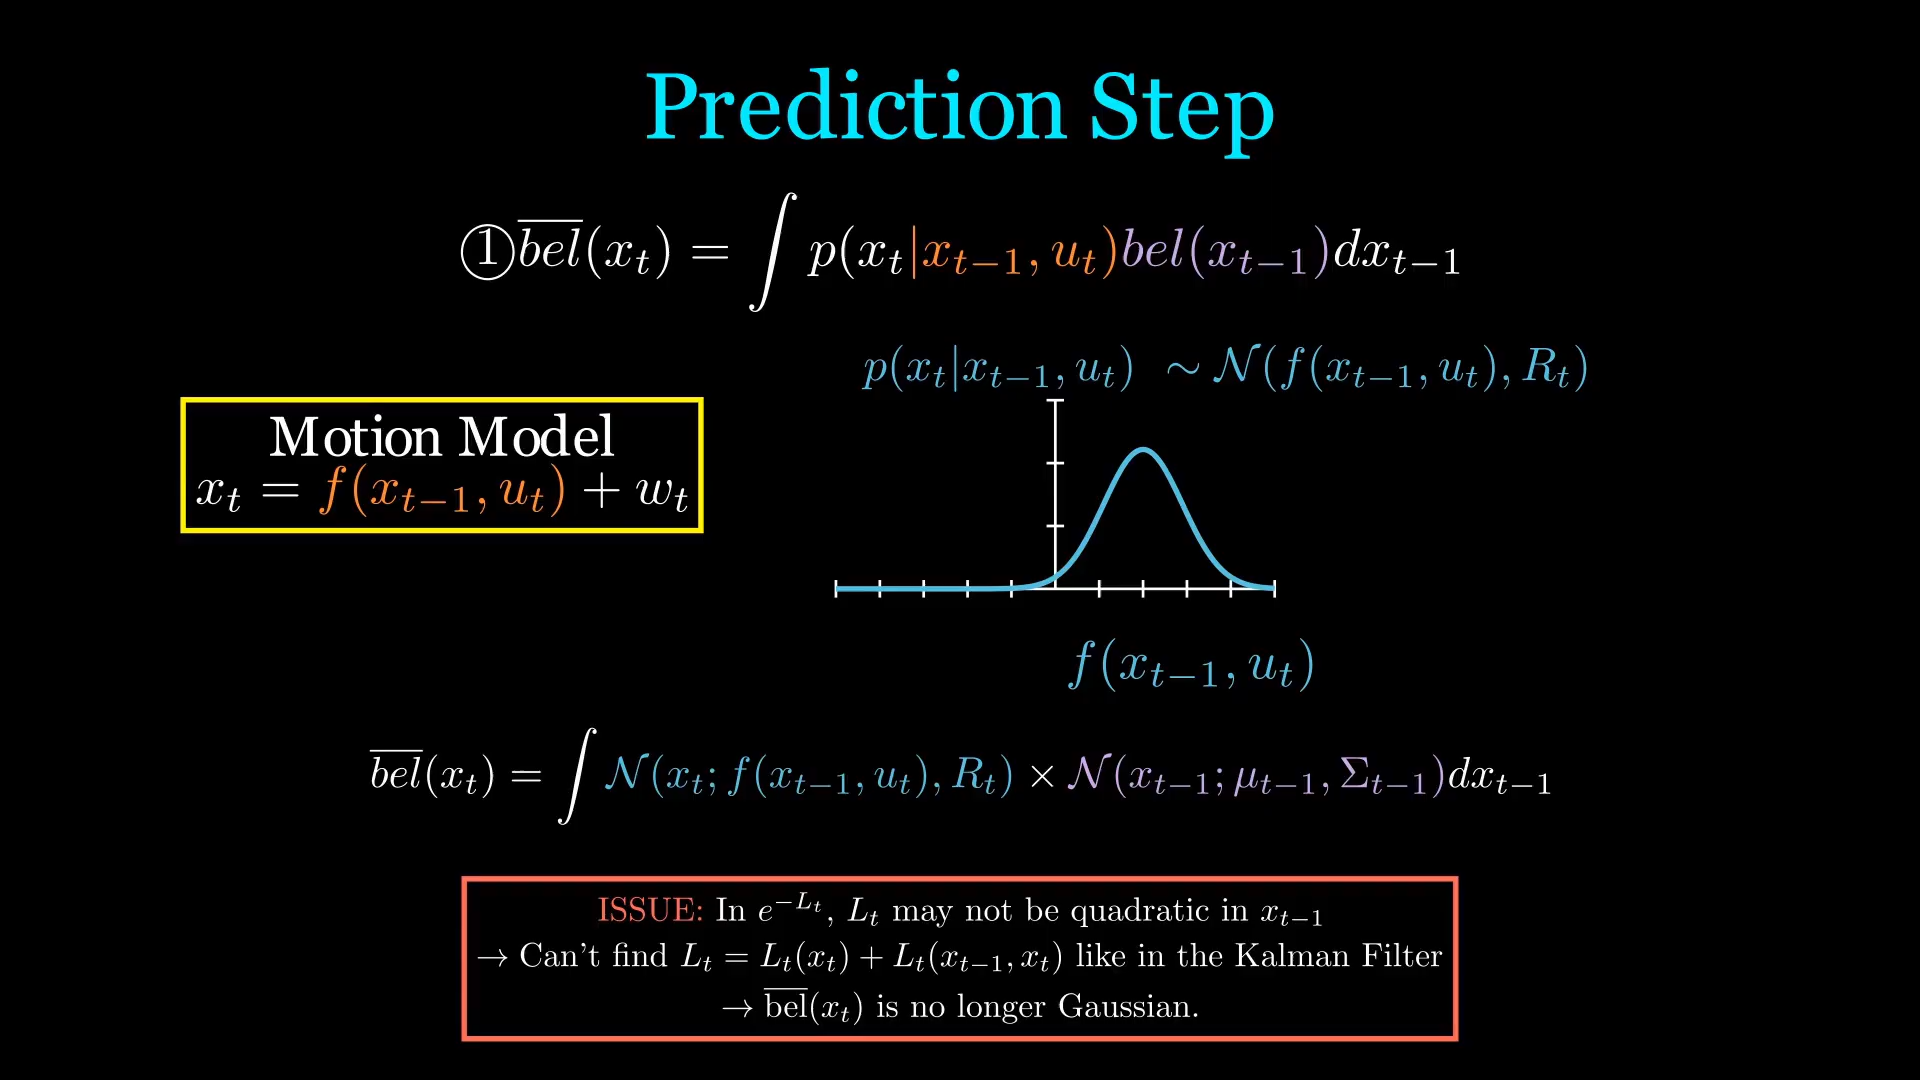 Prediction Step
① $\overline{bel}(x_t) = \int p(x_t|x_{t-1}, u_t) bel(x_{t-1}) dx_{t-1}$
$p(x_t|x_{t-1}, u_t) \sim \mathcal{N}(f(x_{t-1}, u_t), R_t)$
Motion Model
$x_t = f(x_{t-1}, u_t) + w_t$
$f(x_{t-1}, u_t)$
$\overline{bel}(x_t) = \int \mathcal{N}(x_t; f(x_{t-1}, u_t), R_t) \times \mathcal{N}(x_{t-1}; \mu_{t-1}, \Sigma_{t-1}) dx_{t-1}$
ISSUE: In $e^{-L_t}$, $L_t$ may not be quadratic in $x_{t-1}$
→ Can't find $L_t = L_t(x_t) + L_t(x_{t-1}, x_t)$ like in the Kalman Filter
→ $\overline{\text{bel}}(x_t)$ is no longer Gaussian.